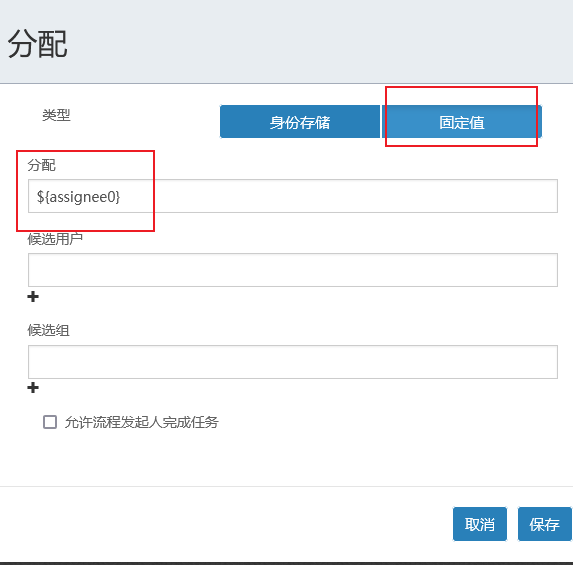 分配
类型
身份存储 固定值
分配
${assignee0}
候选用户
候选组
允许流程发起人完成任务
取消 保存